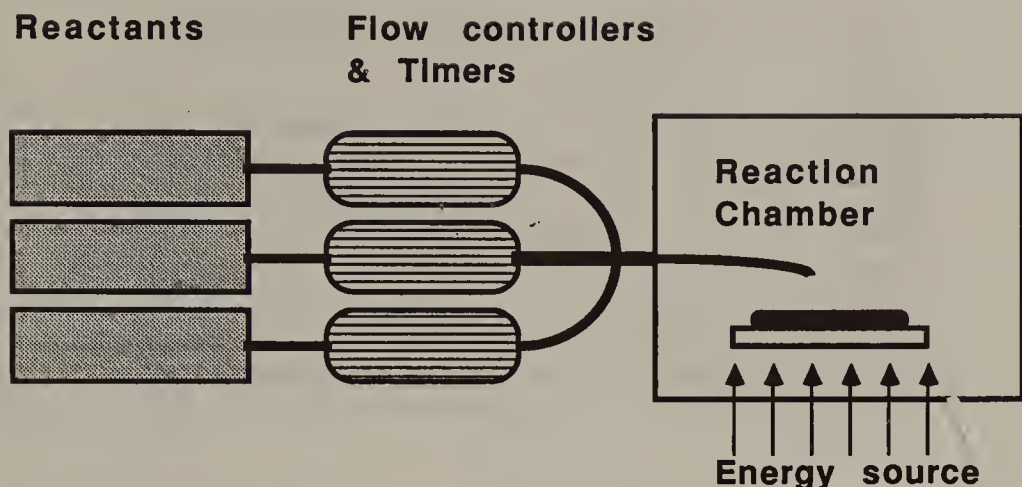 Reactants
Flow controllers
& Timers
Reaction
Chamber
Energy source